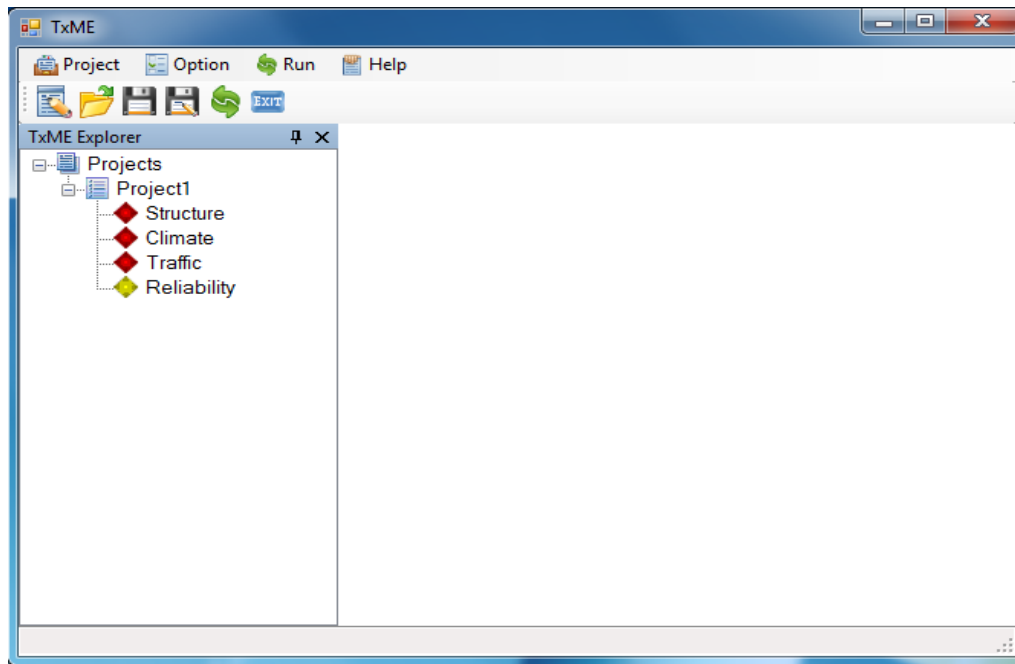 TxME
Project Option Run Help
EXIT
TxME Explorer
Projects
Project1
Structure
Climate
Traffic
Reliability